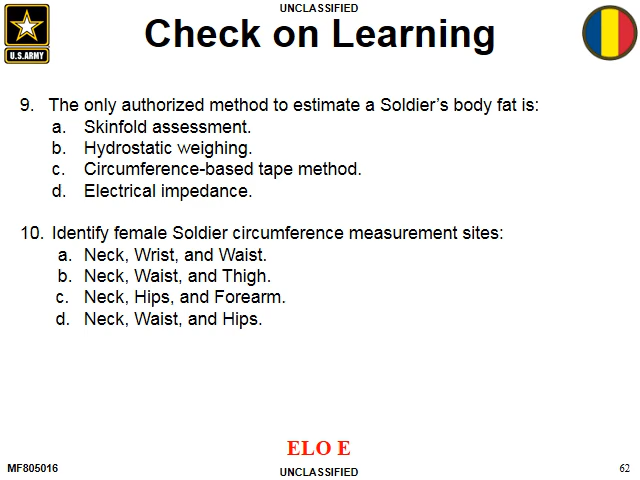 UNCLASSIFIED
Check on Learning
U.S.ARMY
9. The only authorized method to estimate a Soldier’s body fat is:
a. Skinfold assessment.
b. Hydrostatic weighing.
c. Circumference-based tape method.
d. Electrical impedance.
10. Identify female Soldier circumference measurement sites:
a. Neck, Wrist, and Waist.
b. Neck, Waist, and Thigh.
c. Neck, Hips, and Forearm.
d. Neck, Waist, and Hips.
ELO E
MF805016
UNCLASSIFIED
62